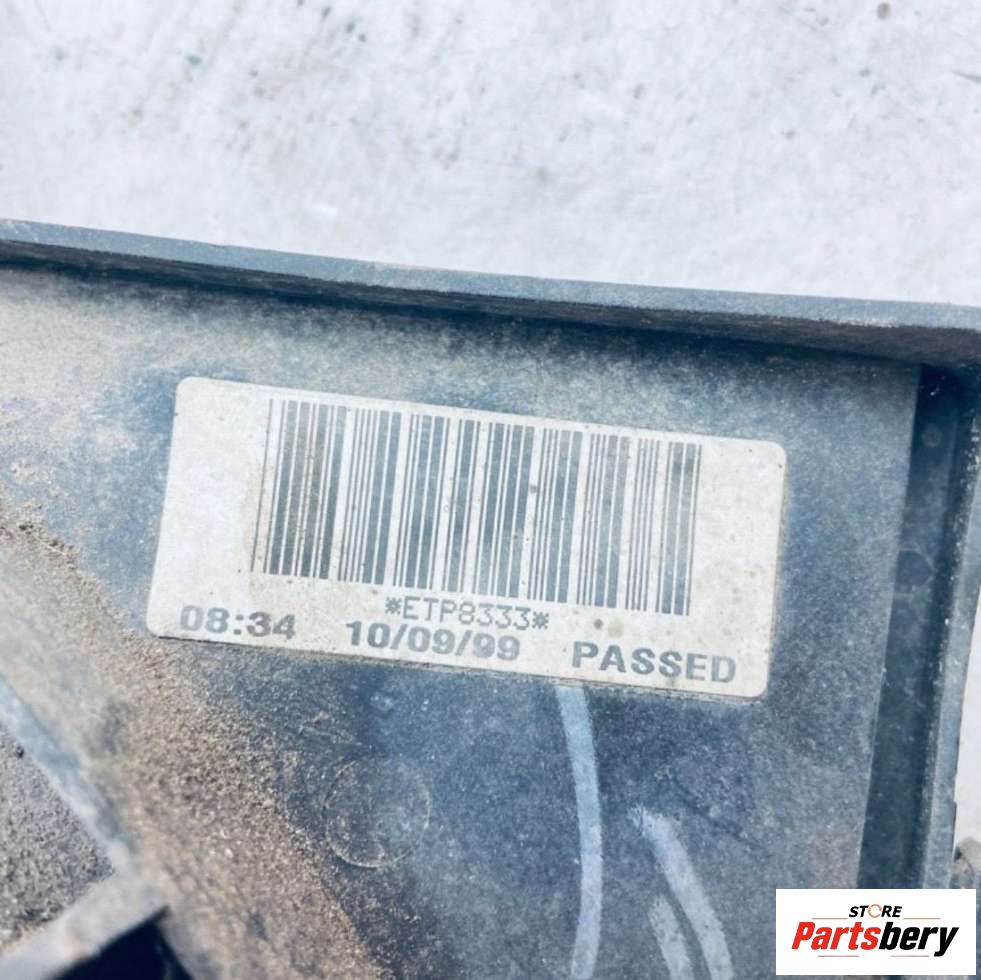 *ETP8333*
08:34 10/09/99 PASSED
STORE
Partsbery